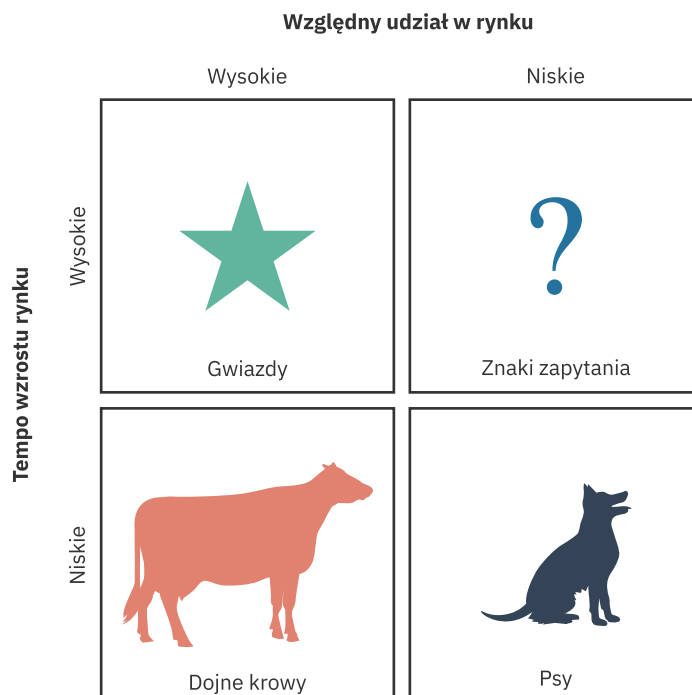 Względny udział w rynku
Wysokie
Niskie
Tempo wzrostu rynku
Wysokie
?
Gwiazdy
Znaki zapytania
Niskie
Dojne krowy
Psy